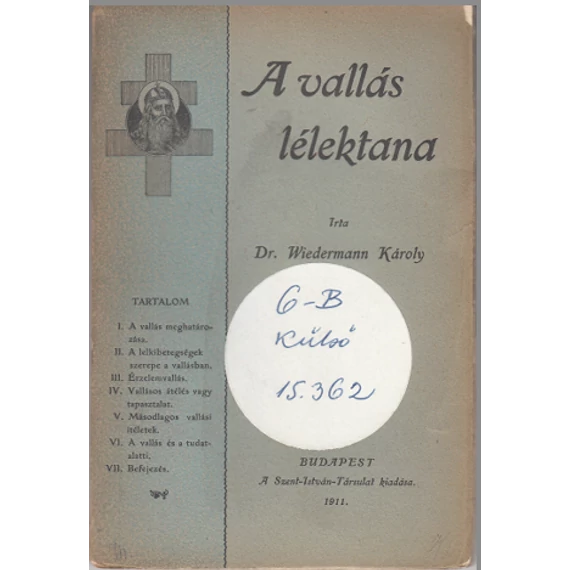 A vallás
lélektana
Irta
Dr. Wiedermann Károly
6-B
Külső
15.362
BUDAPEST
A Szent-István-Társulat kiadása.
1911.
TARTALOM
I. A vallás meghatáro-
zása.
II. A lelkibetegségek
szerepe a vallásban.
III. Érzelemvallás.
IV. Vallásos átélés vagy
tapasztalat.
V. Másodlagos vallási
ítéletek.
VI. A vallás és a tudat-
alatti.
VII. Befejezés.